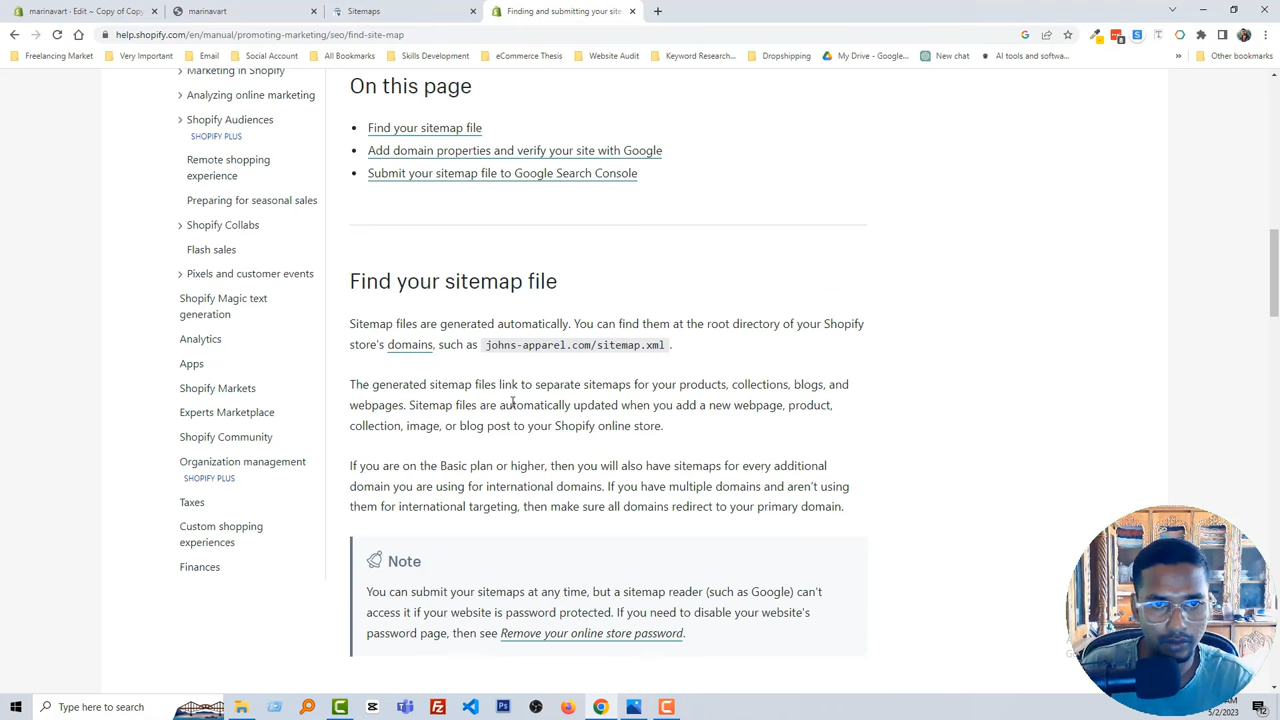 marinavart - Edit ~ Copy of Copy
marinavart
Sitemaps
Finding and submitting your site
help.shopify.com/en/manual/promoting-marketing/seo/find-site-map
Freelancing Market
Very Important
Email
Social Account
All Bookmarks
Skills Development
eCommerce Thesis
Website Audit
Keyword Research...
Dropshipping
My Drive - Google...
New chat
AI tools and softwa...
Other bookmarks
Marketing in Shopify
Analyzing online marketing
Shopify Audiences
SHOPIFY PLUS
Remote shopping
experience
Preparing for seasonal sales
Shopify Collabs
Flash sales
Pixels and customer events
Shopify Magic text
generation
Analytics
Apps
Shopify Markets
Experts Marketplace
Shopify Community
Organization management
SHOPIFY PLUS
Taxes
Custom shopping
experiences
Finances
On this page
Find your sitemap file
Add domain properties and verify your site with Google
Submit your sitemap file to Google Search Console
Find your sitemap file
Sitemap files are generated automatically. You can find them at the root directory of your Shopify
store's domains, such as johns-apparel.com/sitemap.xml.
The generated sitemap files link to separate sitemaps for your products, collections, blogs, and
webpages. Sitemap files are automatically updated when you add a new webpage, product,
collection, image, or blog post to your Shopify online store.
If you are on the Basic plan or higher, then you will also have sitemaps for every additional
domain you are using for international domains. If you have multiple domains and aren't using
them for international targeting, then make sure all domains redirect to your primary domain.
Note
You can submit your sitemaps at any time, but a sitemap reader (such as Google) can't
access it if your website is password protected. If you need to disable your website's
password page, then see Remove your online store password.
Type here to search
5/2/2023
12